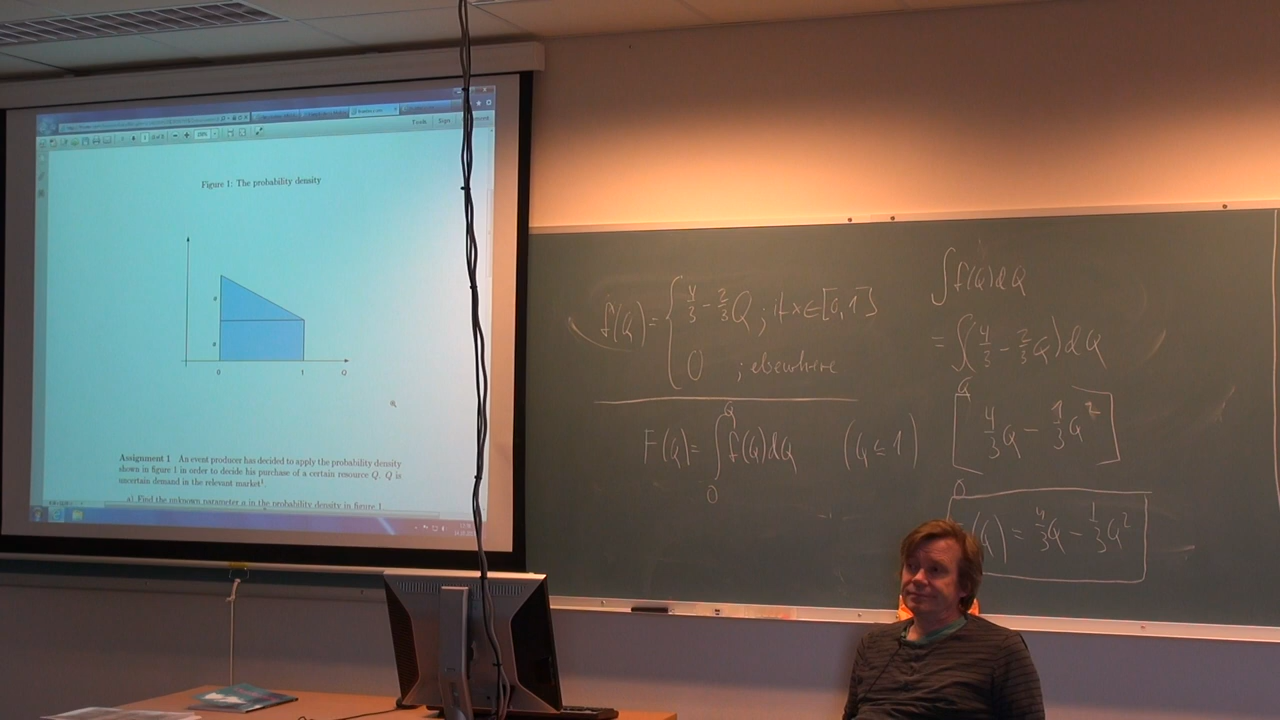 Tools Sign
Figure 1: The probability density
a
a
0 1 Q
Assignment 1 An event producer has decided to apply the probability density
shown in figure 1 in order to decide his purchase of a certain resource Q. Q is
uncertain demand in the relevant market¹.
a) Find the unknown parameter a in the probability density in figure 1
f(Q) = { 4/3 - 2/3 Q ; if x ∈ [0,1]
0 ; elsewhere
F(Q) = ∫₀^Q f(Q)dQ (Q ≤ 1)
∫ f(Q)dQ
= ∫(4/3 - 2/3 Q)dQ
[4/3 Q - 1/3 Q²]
(Q) = 4/3 Q - 1/3 Q²